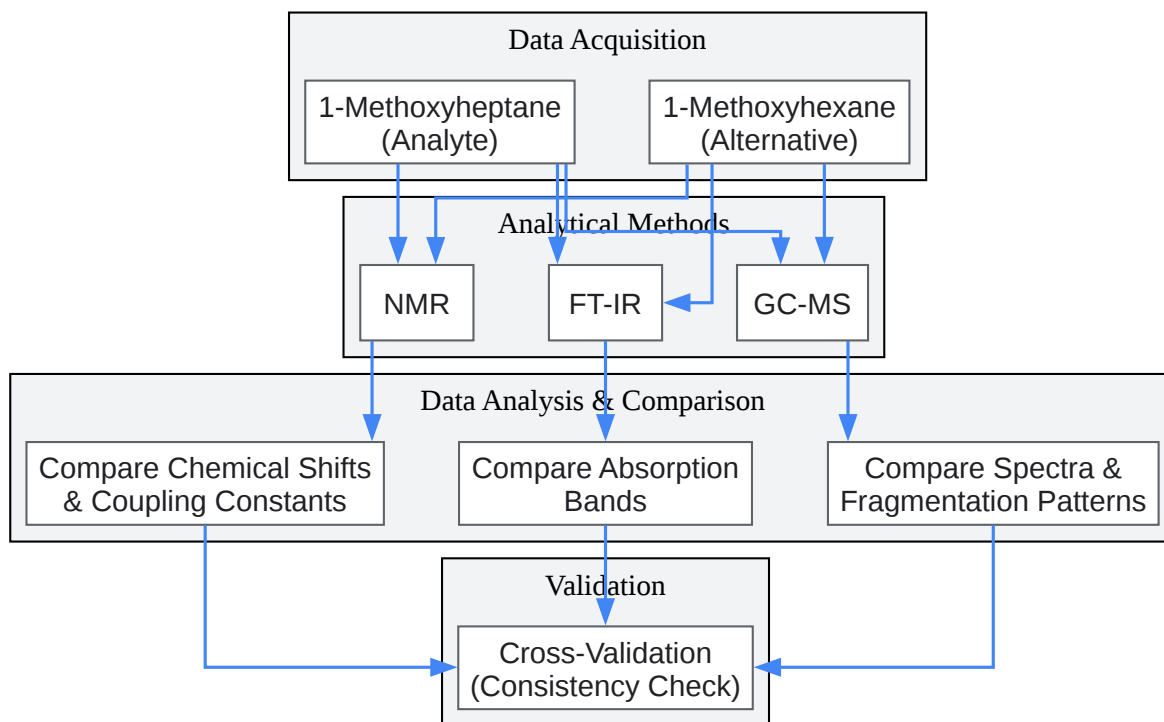 Data Acquisition
1-Methoxyheptane
(Analyte)
1-Methoxyhexane
(Alternative)
Analytical Methods
NMR
FT-IR
GC-MS
Data Analysis & Comparison
Compare Chemical Shifts
& Coupling Constants
Compare Absorption
Bands
Compare Spectra &
Fragmentation Patterns
Validation
Cross-Validation
(Consistency Check)